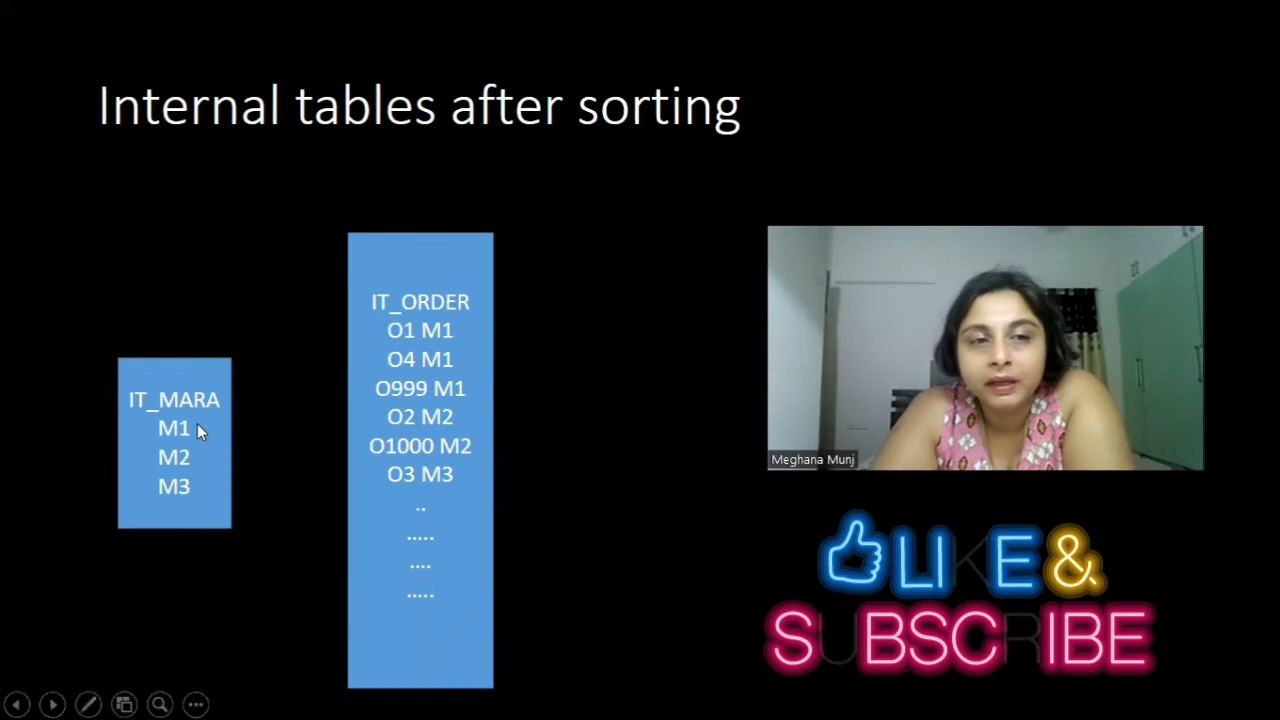 Internal tables after sorting
IT_MARA
M1
M2
M3
IT_ORDER
O1 M1
O4 M1
O999 M1
O2 M2
O1000 M2
O3 M3
..
.....
....
.....
Meghana Munj
LIKE &
SUBSCRIBE